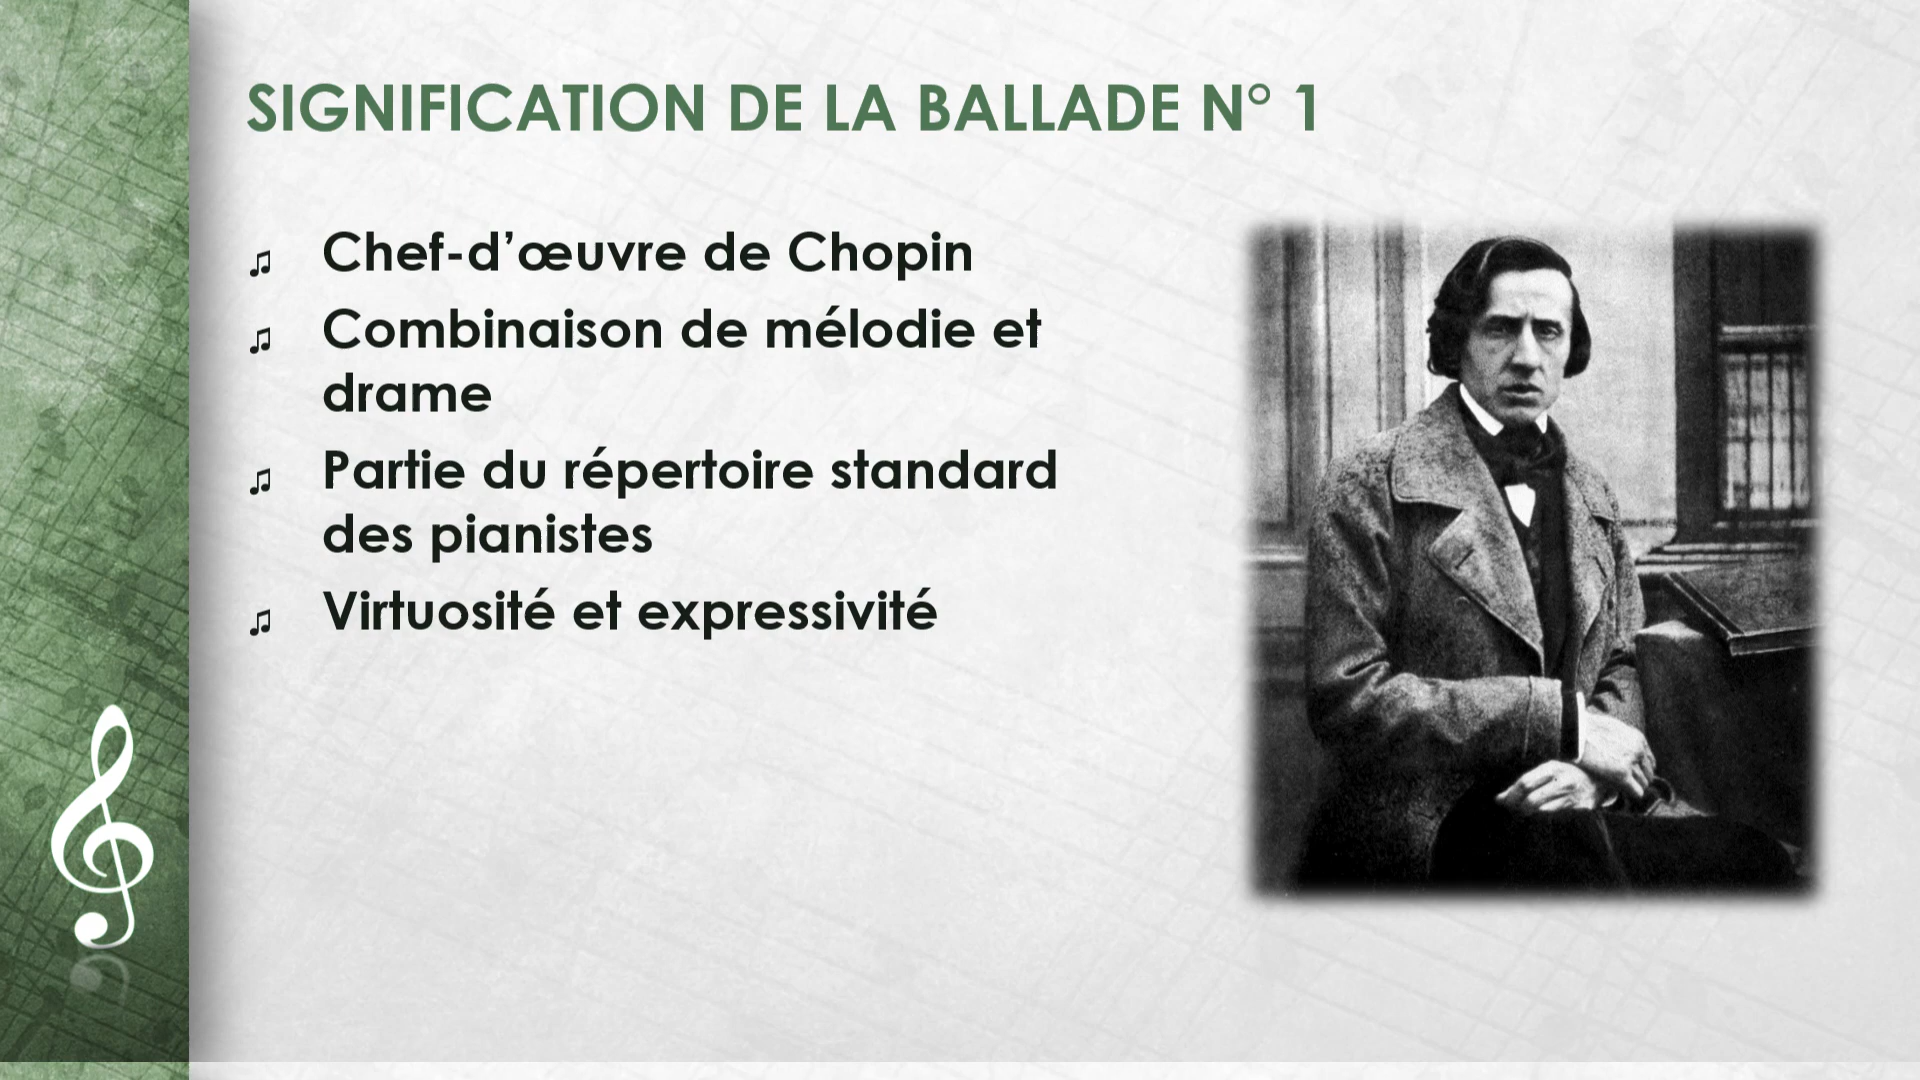 SIGNIFICATION DE LA BALLADE N° 1
♫ Chef-d’œuvre de Chopin
♫ Combinaison de mélodie et
drame
♫ Partie du répertoire standard
des pianistes
♫ Virtuosité et expressivité